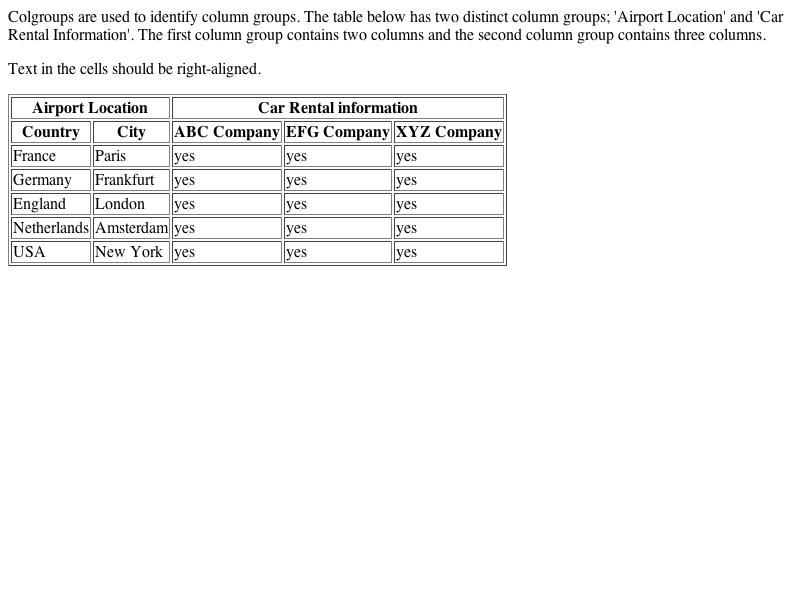 Colgroups are used to identify column groups. The table below has two distinct column groups; 'Airport Location' and 'Car
Rental Information'. The first column group contains two columns and the second column group contains three columns.
Text in the cells should be right-aligned.
Airport Location Car Rental information
Country City ABC Company EFG Company XYZ Company
France Paris yes yes yes
Germany Frankfurt yes yes yes
England London yes yes yes
Netherlands Amsterdam yes yes yes
USA New York yes yes yes